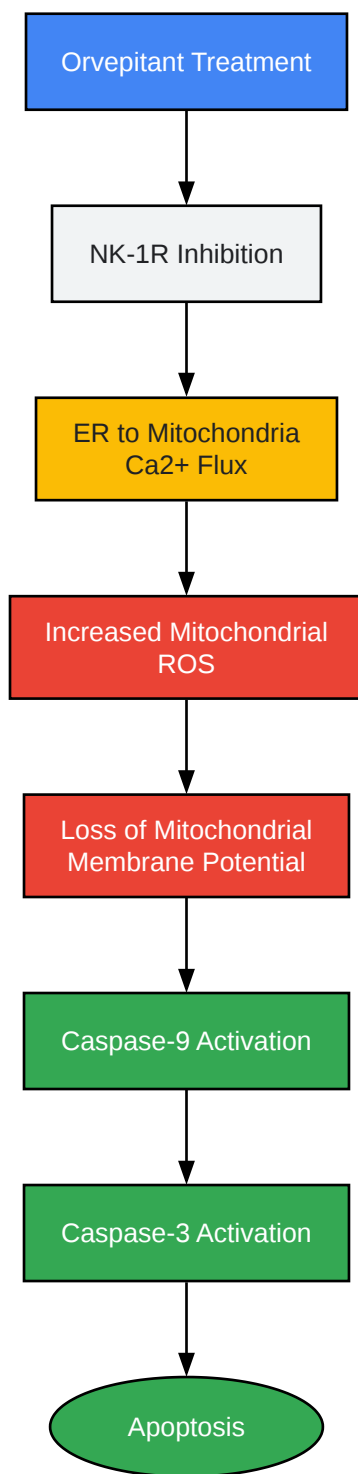 Orvepitant Treatment
NK-1R Inhibition
ER to Mitochondria
Ca2+ Flux
Increased Mitochondrial
ROS
Loss of Mitochondrial
Membrane Potential
Caspase-9 Activation
Caspase-3 Activation
Apoptosis